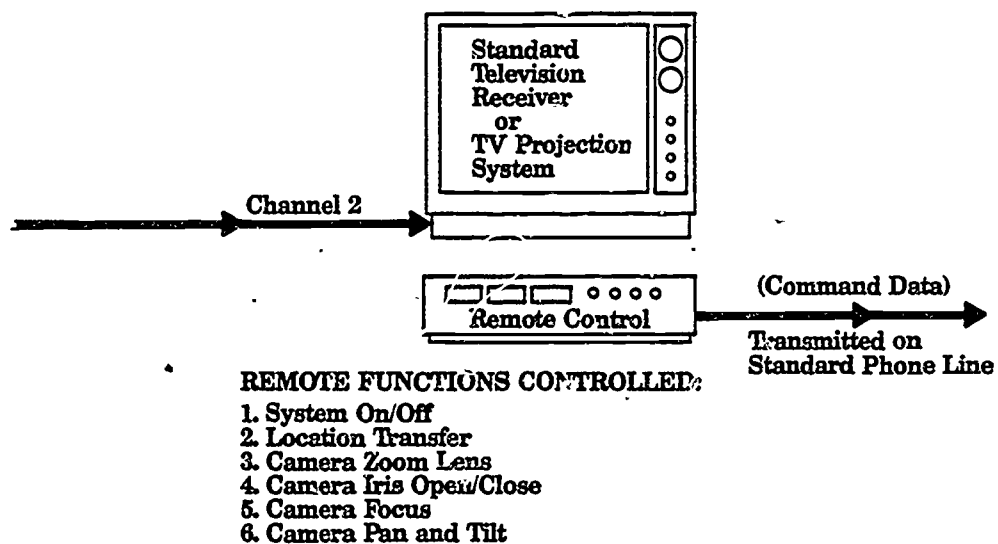 Standard
Television
Receiver
or
TV Projection
System
Channel 2
Remote Control
(Command Data)
Transmitted on
Standard Phone Line
REMOTE FUNCTIONS CONTROLLED:
1. System On/Off
2. Location Transfer
3. Camera Zoom Lens
4. Camera Iris Open/Close
5. Camera Focus
6. Camera Pan and Tilt